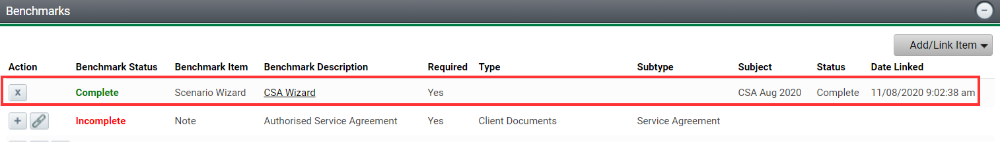 Benchmarks
Add/Link Item
Action Benchmark Status Benchmark Item Benchmark Description Required Type Subtype Subject Status Date Linked
x Complete Scenario Wizard CSA Wizard Yes CSA Aug 2020 Complete 11/08/2020 9:02:38 am
+ Incomplete Note Authorised Service Agreement Yes Client Documents Service Agreement